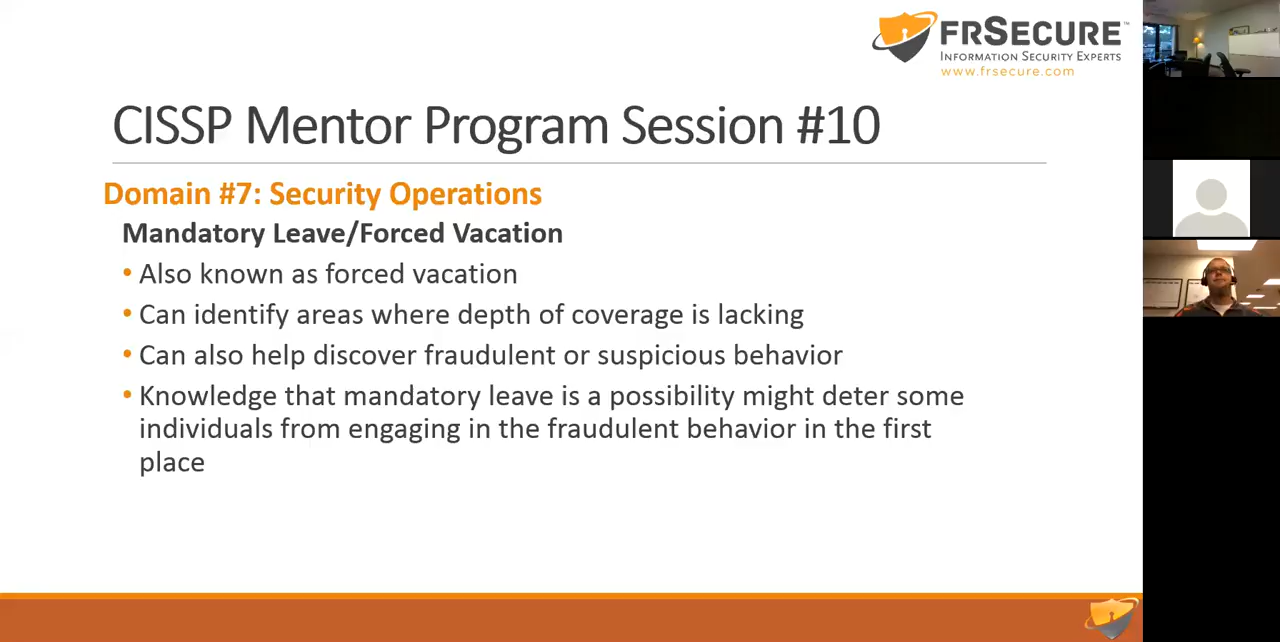 FRSECURE™
INFORMATION SECURITY EXPERTS
www.frsecure.com
CISSP Mentor Program Session #10
Domain #7: Security Operations
Mandatory Leave/Forced Vacation
• Also known as forced vacation
• Can identify areas where depth of coverage is lacking
• Can also help discover fraudulent or suspicious behavior
• Knowledge that mandatory leave is a possibility might deter some
individuals from engaging in the fraudulent behavior in the first
place